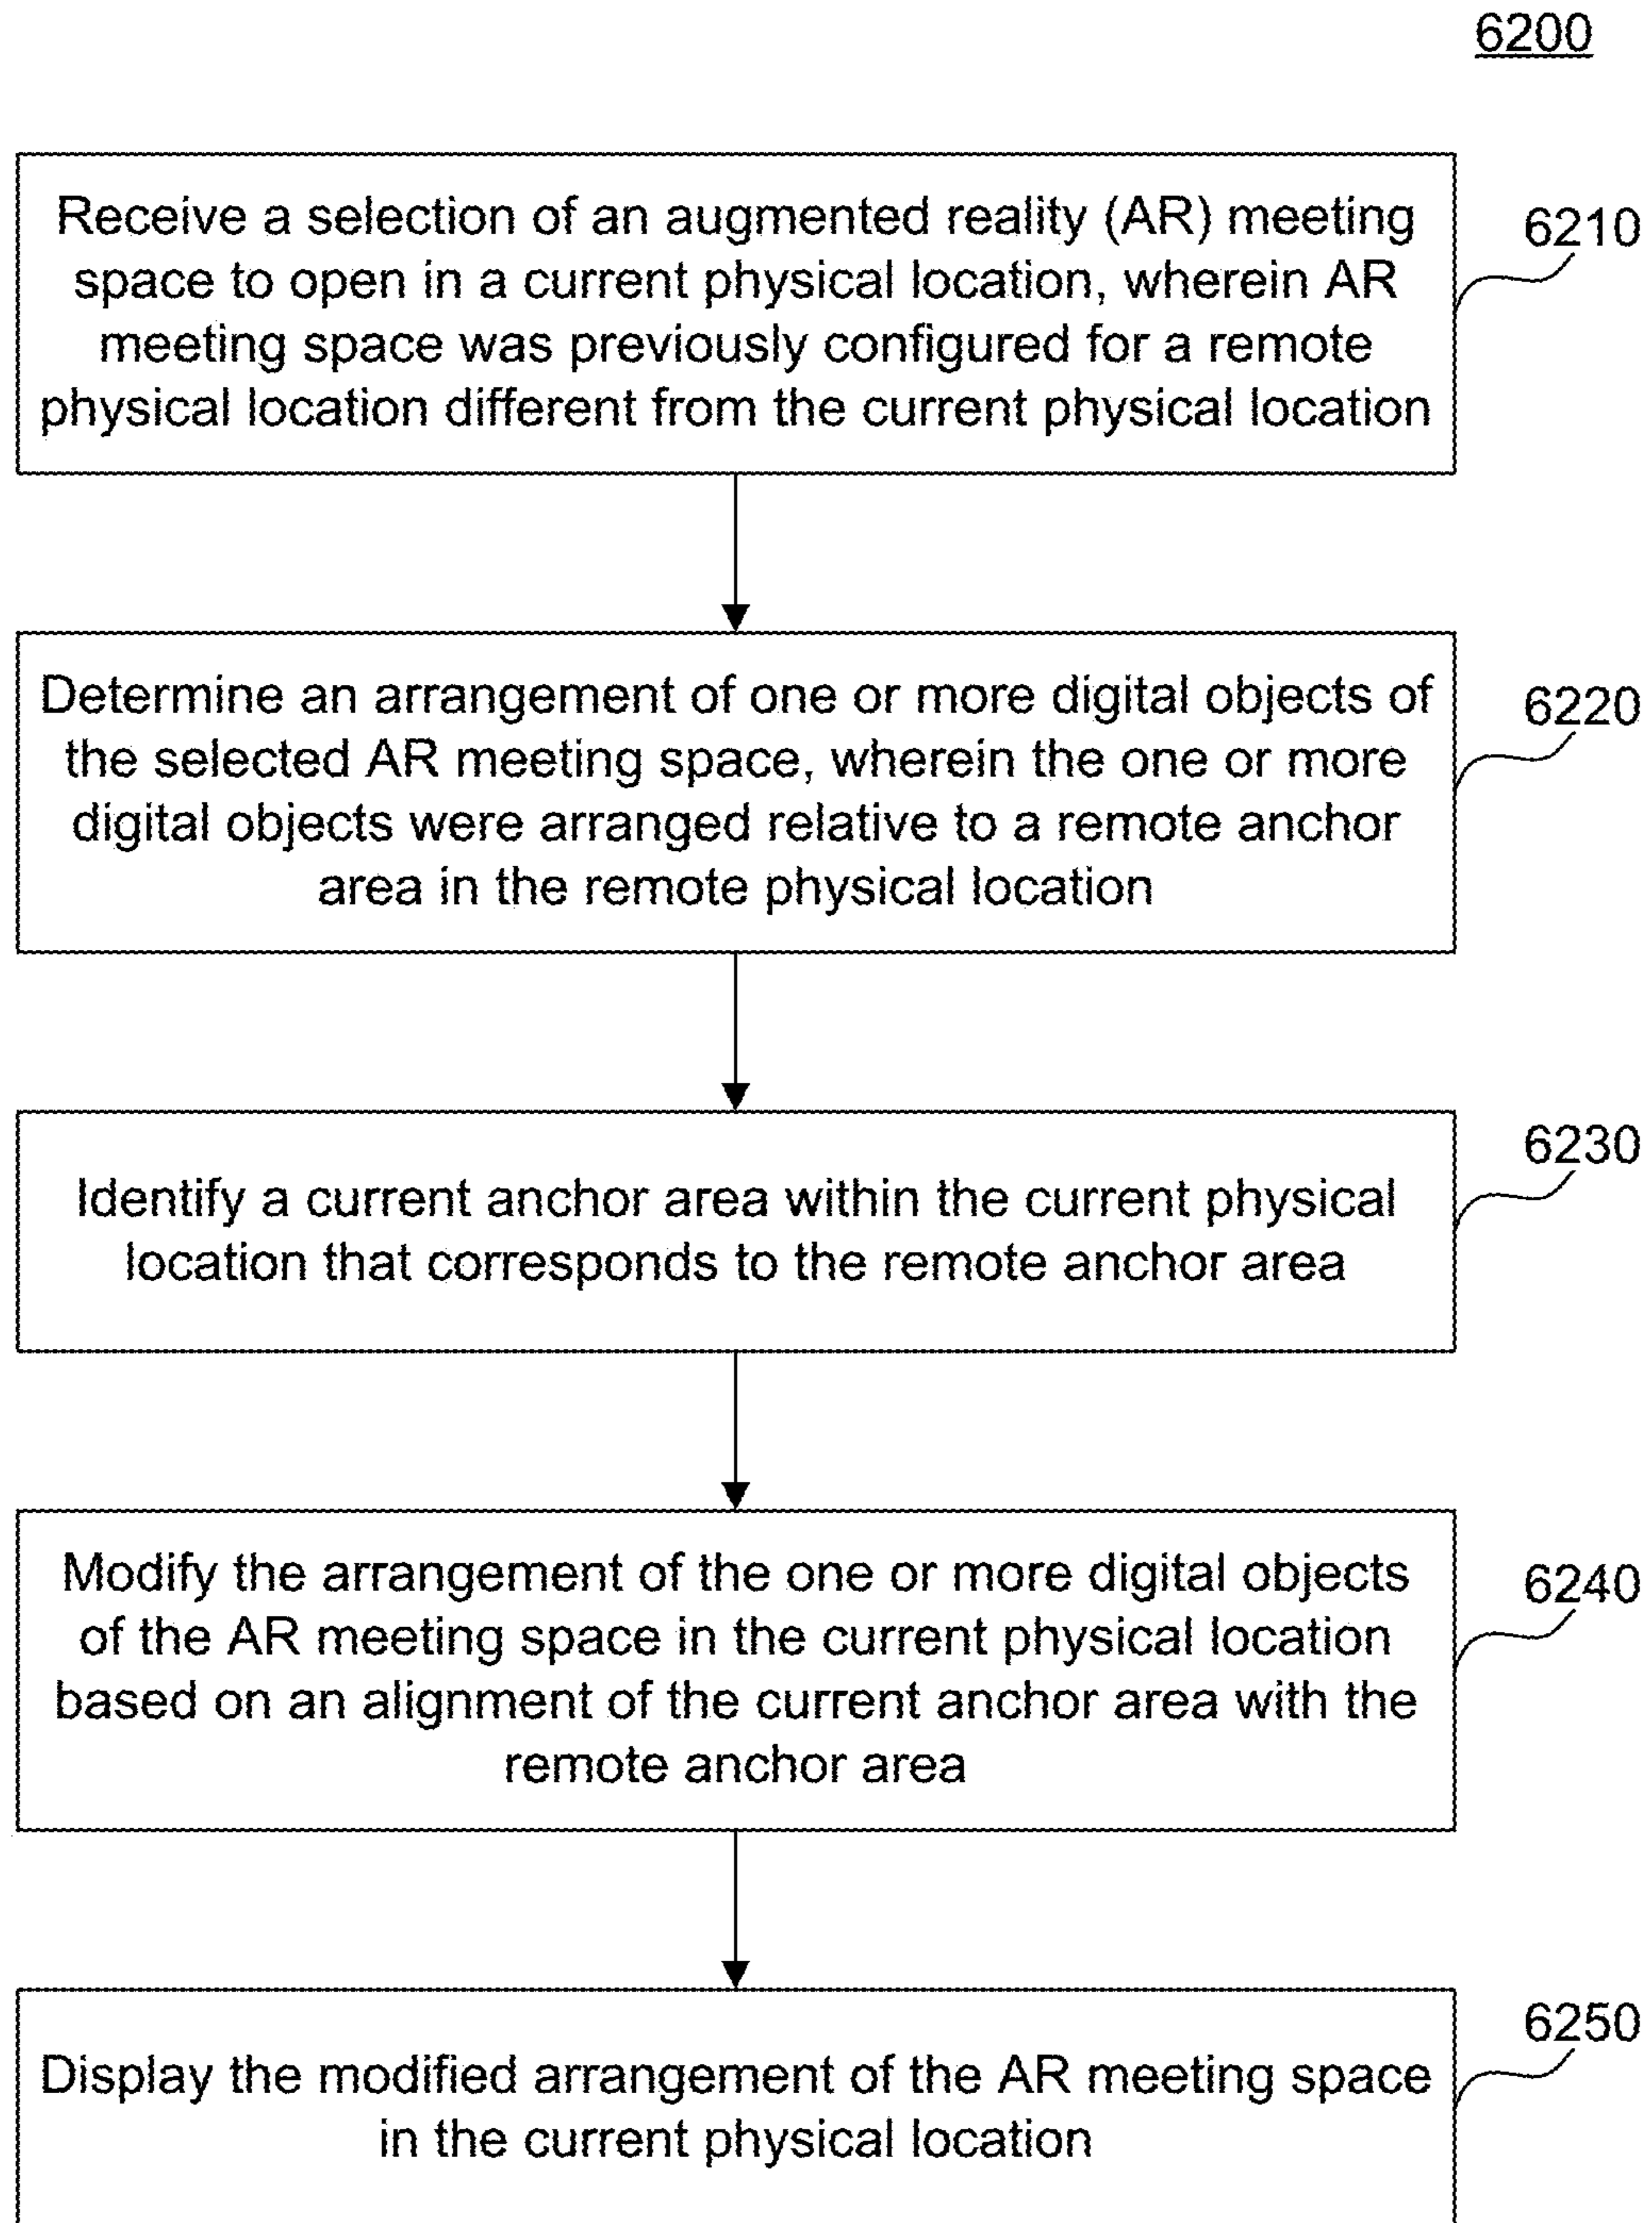 6200
Receive a selection of an augmented reality (AR) meeting
space to open in a current physical location, wherein AR
meeting space was previously configured for a remote
physical location different from the current physical location
6210
Determine an arrangement of one or more digital objects of
the selected AR meeting space, wherein the one or more
digital objects were arranged relative to a remote anchor
area in the remote physical location
6220
Identify a current anchor area within the current physical
location that corresponds to the remote anchor area
6230
Modify the arrangement of the one or more digital objects
of the AR meeting space in the current physical location
based on an alignment of the current anchor area with the
remote anchor area
6240
Display the modified arrangement of the AR meeting space
in the current physical location
6250